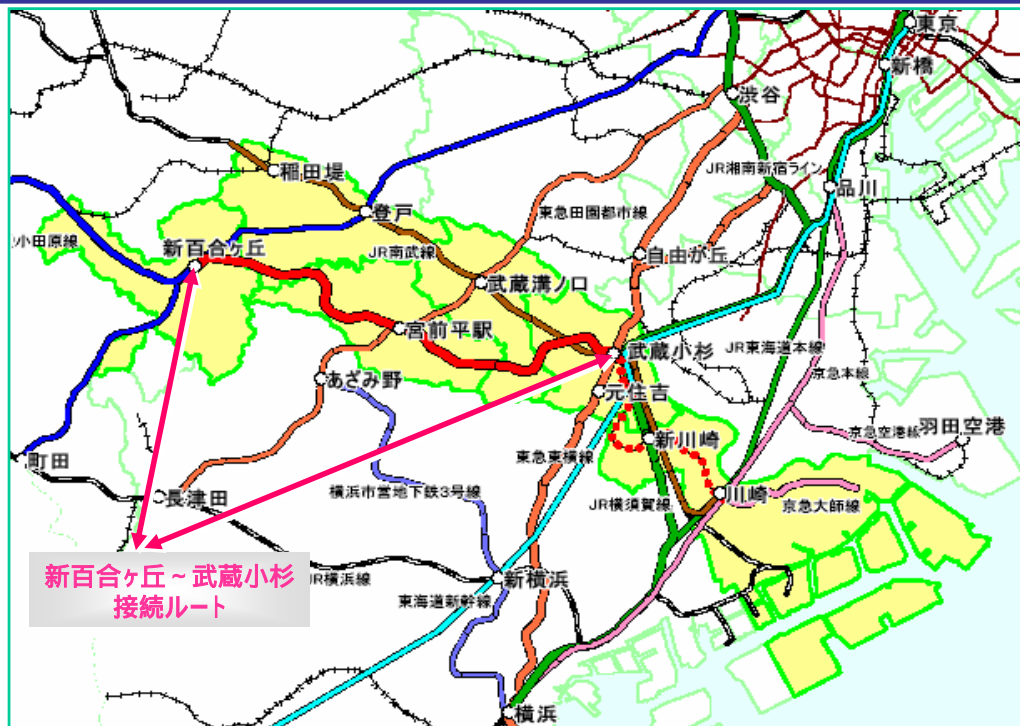 東京
新橋
渋谷
JR湘南新宿ライン
品川
稲田堤
登戸
東急田園都市線
小田原線
新百合ヶ丘
JR南武線
自由が丘
武蔵溝ノ口
宮前平駅
武蔵小杉
JR東海道本線
京急本線
あざみ野
元住吉
羽田空港
京急空港線
新川崎
東急東横線
町田
長津田
横浜市営地下鉄3号線
JR横須賀線
川崎
京急大師線
新百合ヶ丘~武蔵小杉
接続ルート
JR横浜線
新横浜
東海道新幹線
横浜